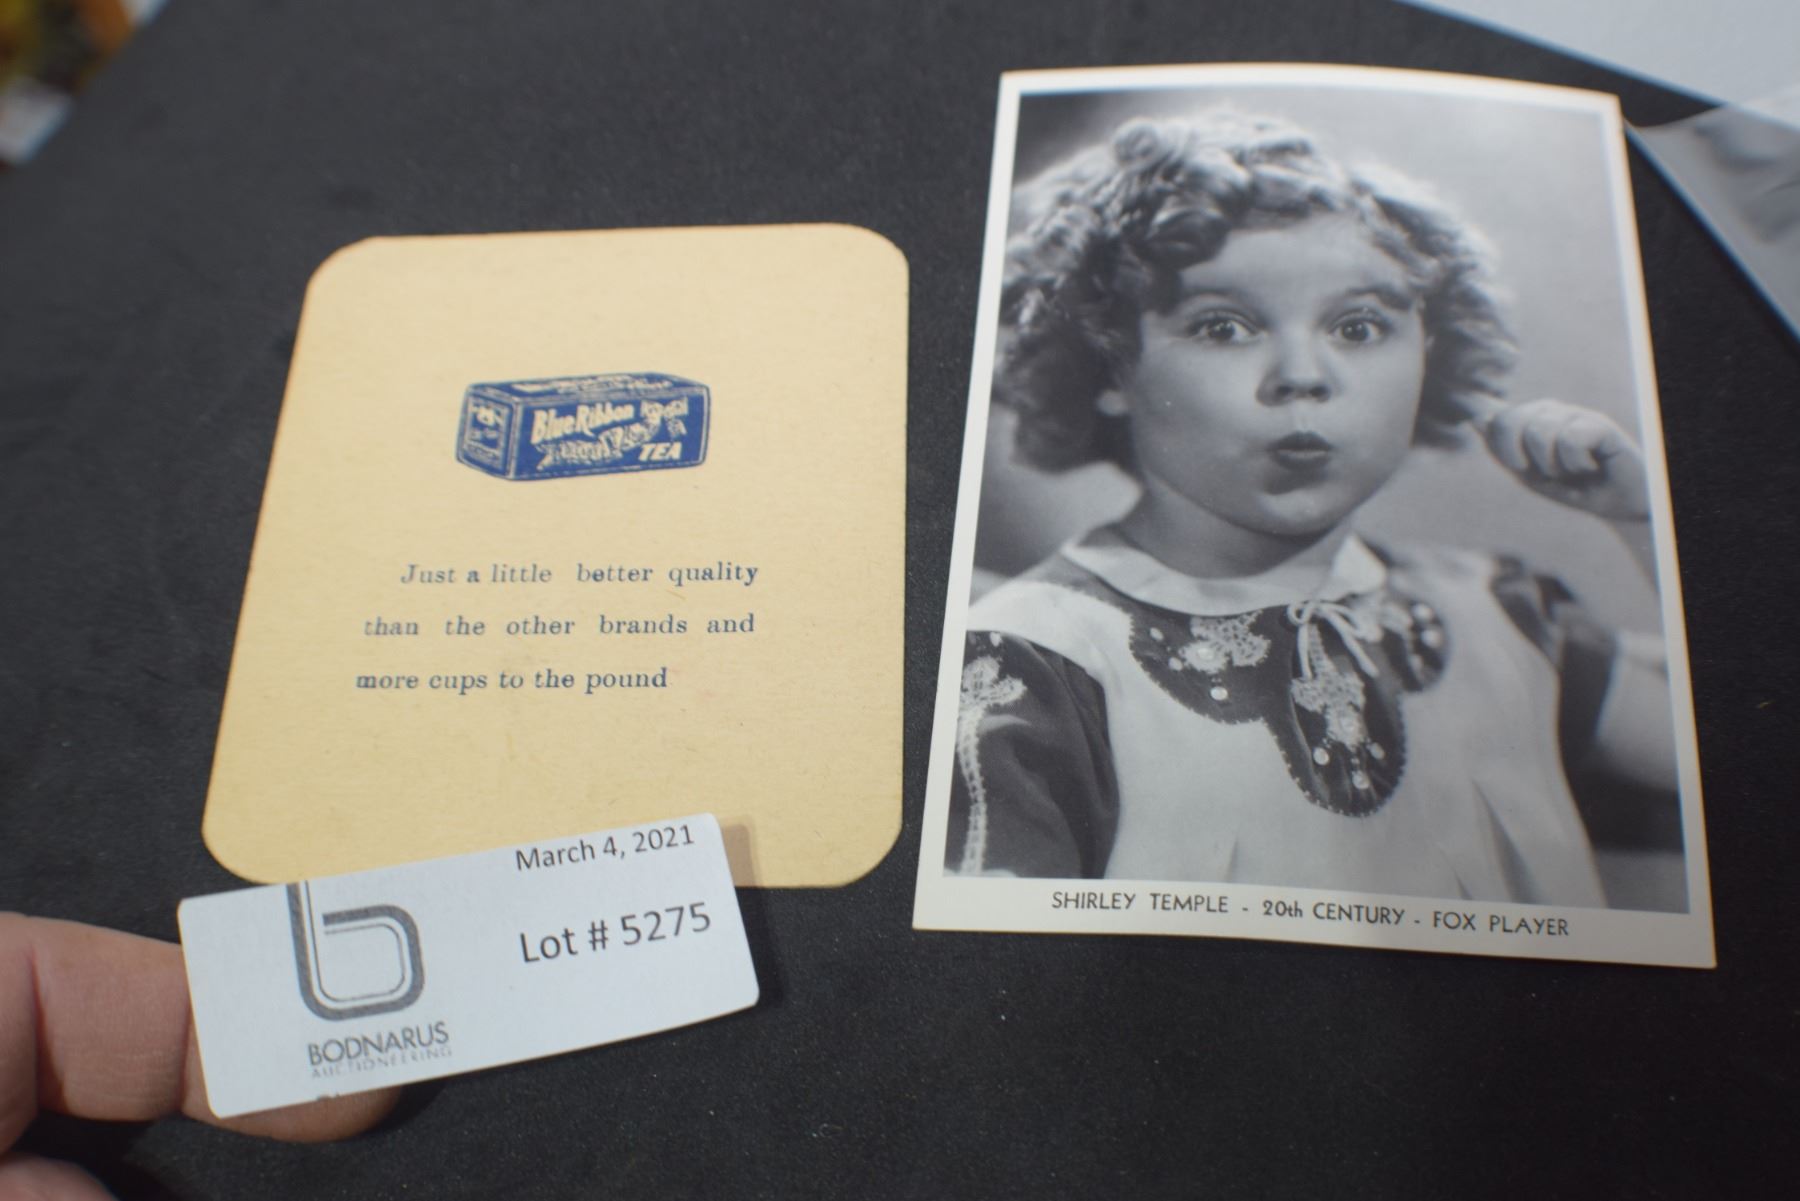 Blue Ribbon
TEA
Just a little better quality
than the other brands and
more cups to the pound
March 4, 2021
Lot # 5275
BODNARUS
AUCTIONEERING
SHIRLEY TEMPLE - 20th CENTURY - FOX PLAYER